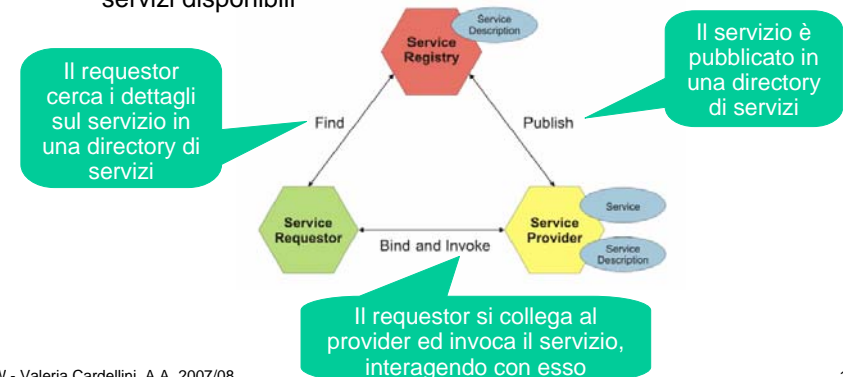 servizi disponibili
Service
Description
Service
Registry
Il servizio è
pubblicato in
una directory
di servizi
Il requestor
cerca i dettagli
sul servizio in
una directory di
servizi
Find
Publish
Service
Requestor
Bind and Invoke
Service
Provider
Service
Service
Description
Il requestor si collega al
provider ed invoca il servizio,
interagendo con esso
- Valeria Cardellini, A.A. 2007/08